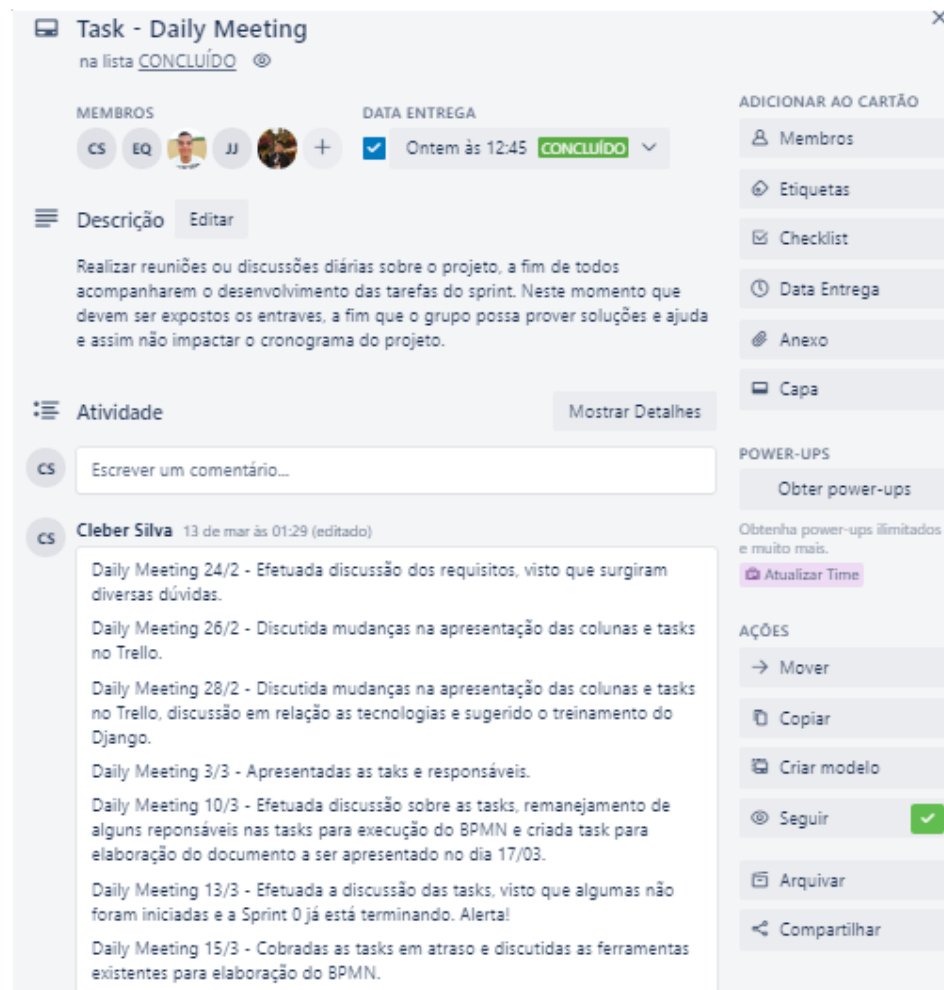 Task - Daily Meeting
na lista CONCLUÍDO
MEMBROS
CS EQ JJ +
DATA ENTREGA
Ontem às 12:45 CONCLUÍDO
Descrição Editar
Realizar reuniões ou discussões diárias sobre o projeto, a fim de todos
acompanharem o desenvolvimento das tarefas do sprint. Neste momento que
devem ser expostos os entraves, a fim que o grupo possa prover soluções e ajuda
e assim não impactar o cronograma do projeto.
Atividade Mostrar Detalhes
CS Escrever um comentário...
CS Cleber Silva 13 de mar às 01:29 (editado)
Daily Meeting 24/2 - Efetuada discussão dos requisitos, visto que surgiram
diversas dúvidas.
Daily Meeting 26/2 - Discutida mudanças na apresentação das colunas e tasks
no Trello.
Daily Meeting 28/2 - Discutida mudanças na apresentação das colunas e tasks
no Trello, discussão em relação as tecnologias e sugerido o treinamento do
Django.
Daily Meeting 3/3 - Apresentadas as taks e responsáveis.
Daily Meeting 10/3 - Efetuada discussão sobre as tasks, remanejamento de
alguns reponsáveis nas tasks para execução do BPMN e criada task para
elaboração do documento a ser apresentado no dia 17/03.
Daily Meeting 13/3 - Efetuada a discussão das tasks, visto que algumas não
foram iniciadas e a Sprint 0 já está terminando. Alerta!
Daily Meeting 15/3 - Cobradas as tasks em atraso e discutidas as ferramentas
existentes para elaboração do BPMN.
ADICIONAR AO CARTÃO
Membros
Etiquetas
Checklist
Data Entrega
Anexo
Capa
POWER-UPS
Obter power-ups
Obtenha power-ups ilimitados
e muito mais.
Atualizar Time
AÇÕES
Mover
Copiar
Criar modelo
Seguir
Arquivar
Compartilhar